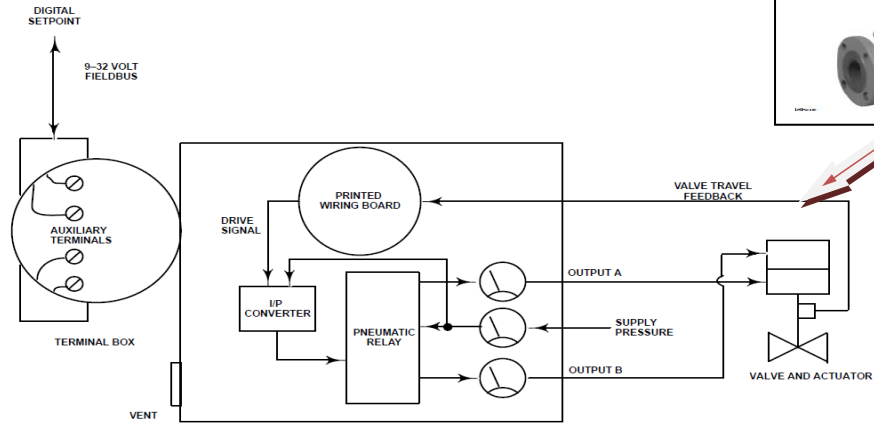 DIGITAL
SETPOINT
9–32 VOLT
FIELDBUS
AUXILIARY
TERMINALS
TERMINAL BOX
VENT
PRINTED
WIRING BOARD
DRIVE
SIGNAL
I/P
CONVERTER
PNEUMATIC
RELAY
OUTPUT A
SUPPLY
PRESSURE
OUTPUT B
VALVE TRAVEL
FEEDBACK
VALVE AND ACTUATOR